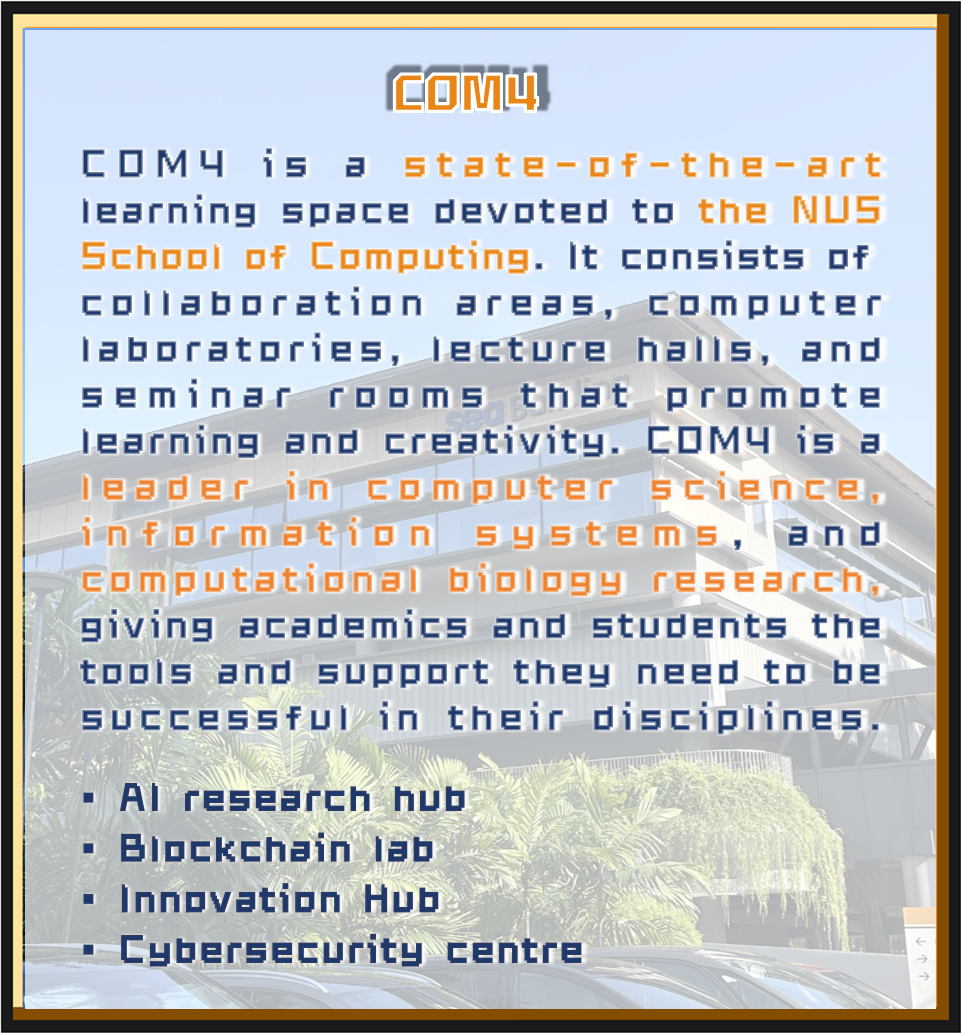 COM4
COM4 is a state-of-the-art
learning space devoted to the NUS
School of Computing. It consists of
collaboration areas, computer
laboratories, lecture halls, and
seminar rooms that promote
sea Building
learning and creativity. COM4 is a
leader in computer science,
information systems, and
computational biology research,
giving academics and students the
tools and support they need to be
successful in their disciplines.
▪ AI research hub
▪ Blockchain lab
▪ Innovation Hub
▪ Cybersecurity centre
←
→
→